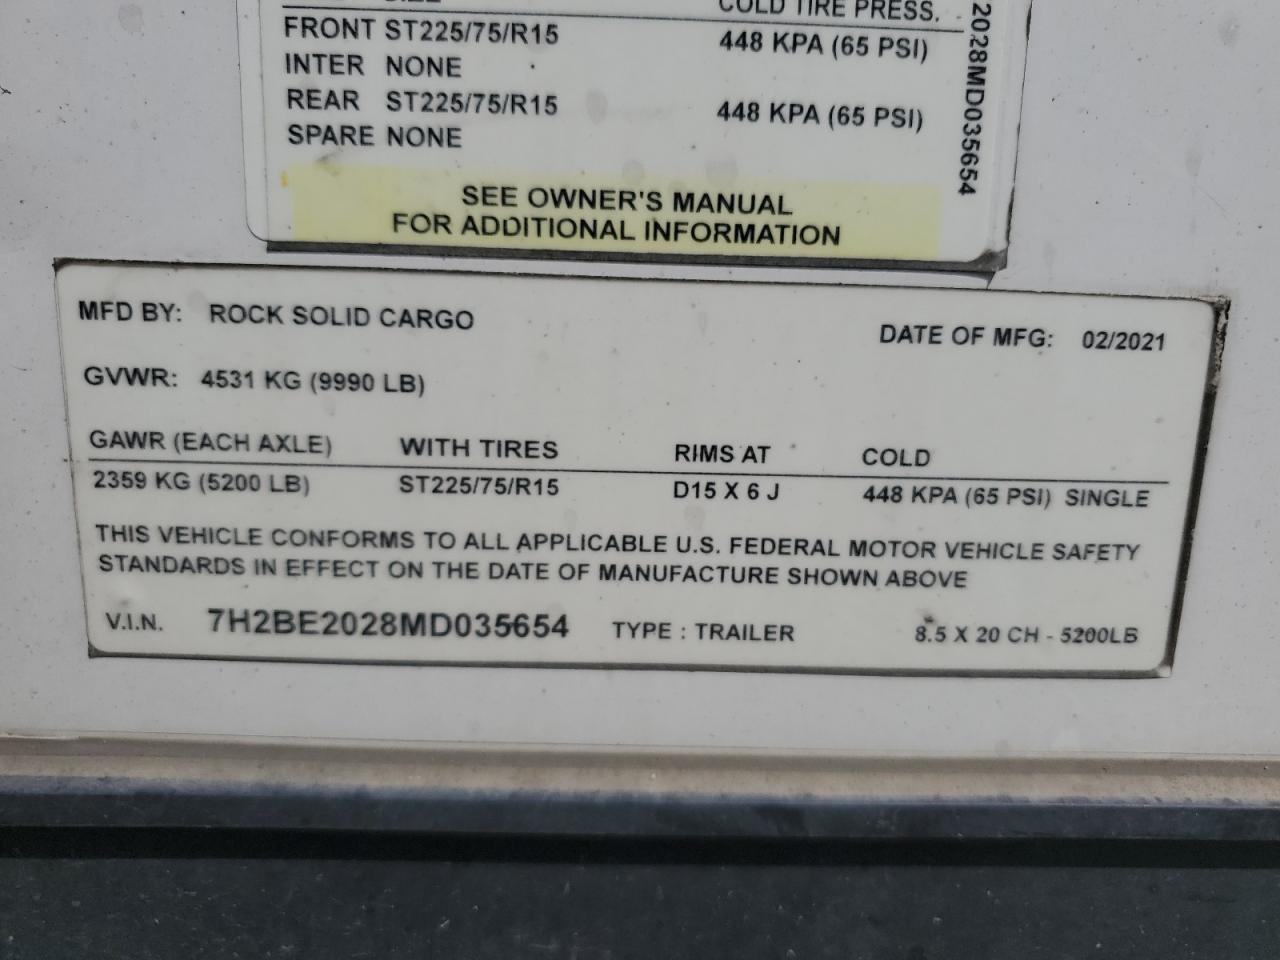 COLD TIRE PRESS.
FRONT ST225/75/R15 448 KPA (65 PSI)
INTER NONE
REAR ST225/75/R15 448 KPA (65 PSI)
SPARE NONE
SEE OWNER'S MANUAL
FOR ADDITIONAL INFORMATION
2028MD035654
MFD BY: ROCK SOLID CARGO DATE OF MFG: 02/2021
GVWR: 4531 KG (9990 LB)
GAWR (EACH AXLE) WITH TIRES RIMS AT COLD
2359 KG (5200 LB) ST225/75/R15 D15 X 6 J 448 KPA (65 PSI) SINGLE
THIS VEHICLE CONFORMS TO ALL APPLICABLE U.S. FEDERAL MOTOR VEHICLE SAFETY
STANDARDS IN EFFECT ON THE DATE OF MANUFACTURE SHOWN ABOVE
V.I.N. 7H2BE2028MD035654 TYPE : TRAILER 8.5 X 20 CH - 5200LB